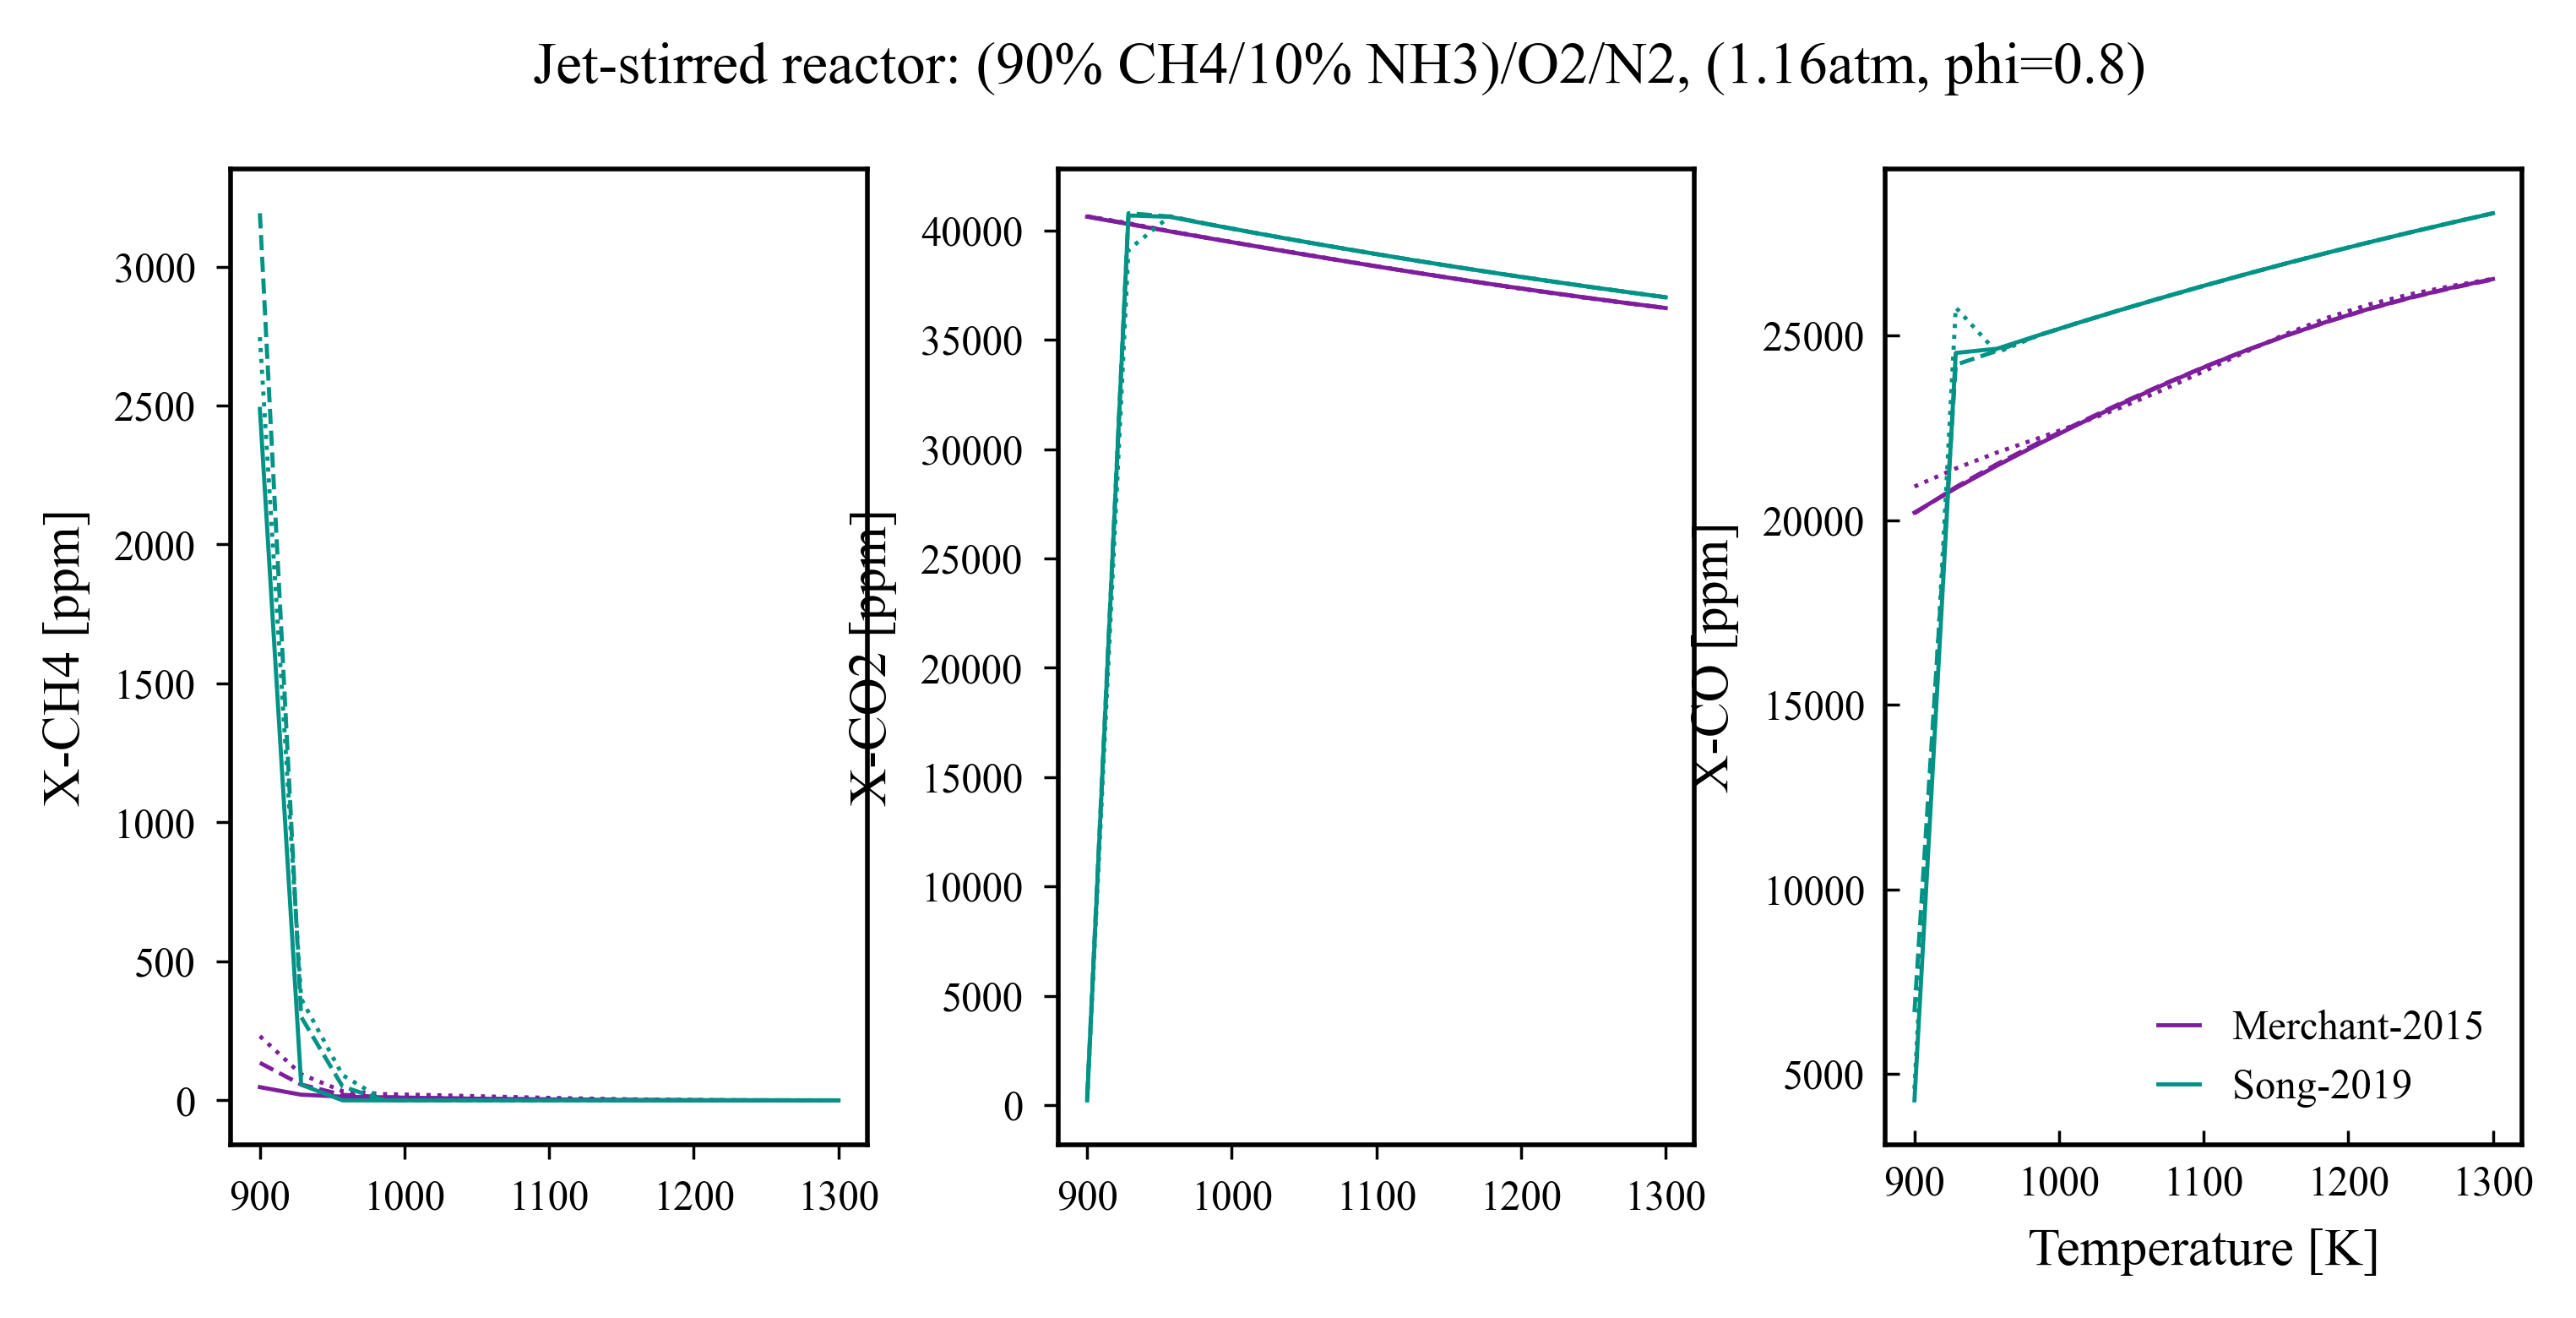 Jet-stirred reactor: (90% CH4/10% NH3)/O2/N2, (1.16atm, phi=0.8)
X-CH4 [ppm]
3000
2500
2000
1500
1000
500
0
900 1000 1100 1200 1300
X-CO2 [ppm]
40000
35000
30000
25000
20000
15000
10000
5000
0
900 1000 1100 1200 1300
X-CO [ppm]
25000
20000
15000
10000
5000
Merchant-2015
Song-2019
900 1000 1100 1200 1300
Temperature [K]